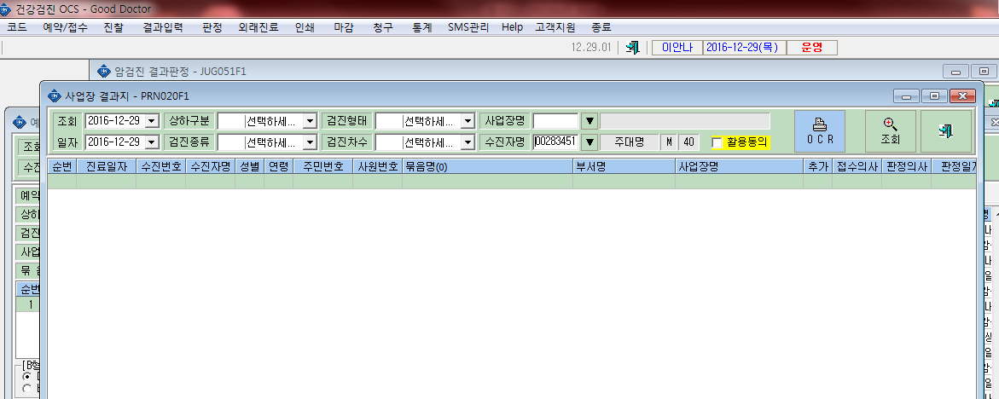 건강검진 OCS - Good Doctor
코드 예약/접수 진찰 결과입력 판정 외래진료 인쇄 마감 청구 통계 SMS관리 Help 고객지원 종료
12.29.01 이안나 2016-12-29(목) 운영
암검진 결과판정 - JUG051F1
사업장 결과지 - PRN020F1
조회 2016-12-29 상하구분 선택하세... 검진형태 선택하세... 사업장명
일자 2016-12-29 검진종류 선택하세... 검진차수 선택하세... 수진자명 00283451 주대명 M 40 활용동의
OCR 조회
순번 진료일자 수진번호 수진자명 성별 연령 주민번호 사원번호 묶음명(0) 부서명 사업장명 추가 접수의사 판정의사 판정일자
예약
상하
검진
사업
묶
순번
1
[B형